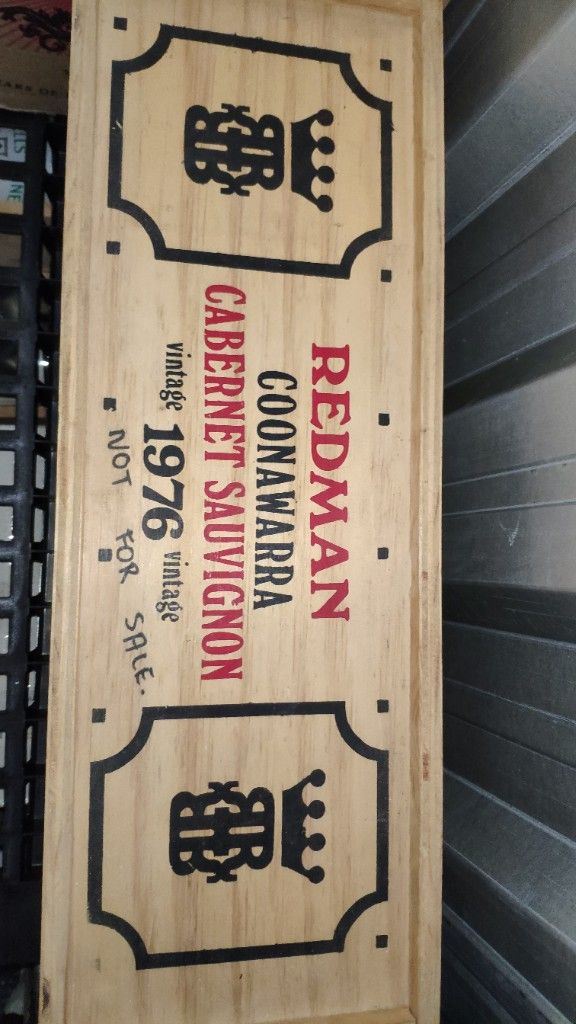 REDMAN
COONAWARRA
CABERNET SAUVIGNON
vintage 1976 vintage
NOT FOR SALE.